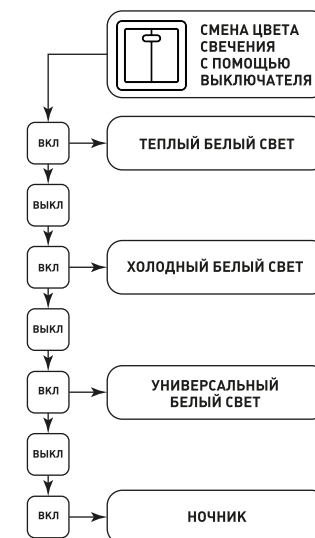 СМЕНА ЦВЕТА
СВЕЧЕНИЯ
С ПОМОЩЬЮ
ВЫКЛЮЧАТЕЛЯ
ВКЛ
ТЕПЛЫЙ БЕЛЫЙ СВЕТ
ВЫКЛ
ВКЛ
ХОЛОДНЫЙ БЕЛЫЙ СВЕТ
ВЫКЛ
ВКЛ
УНИВЕРСАЛЬНЫЙ
БЕЛЫЙ СВЕТ
ВЫКЛ
ВКЛ
НОЧНИК